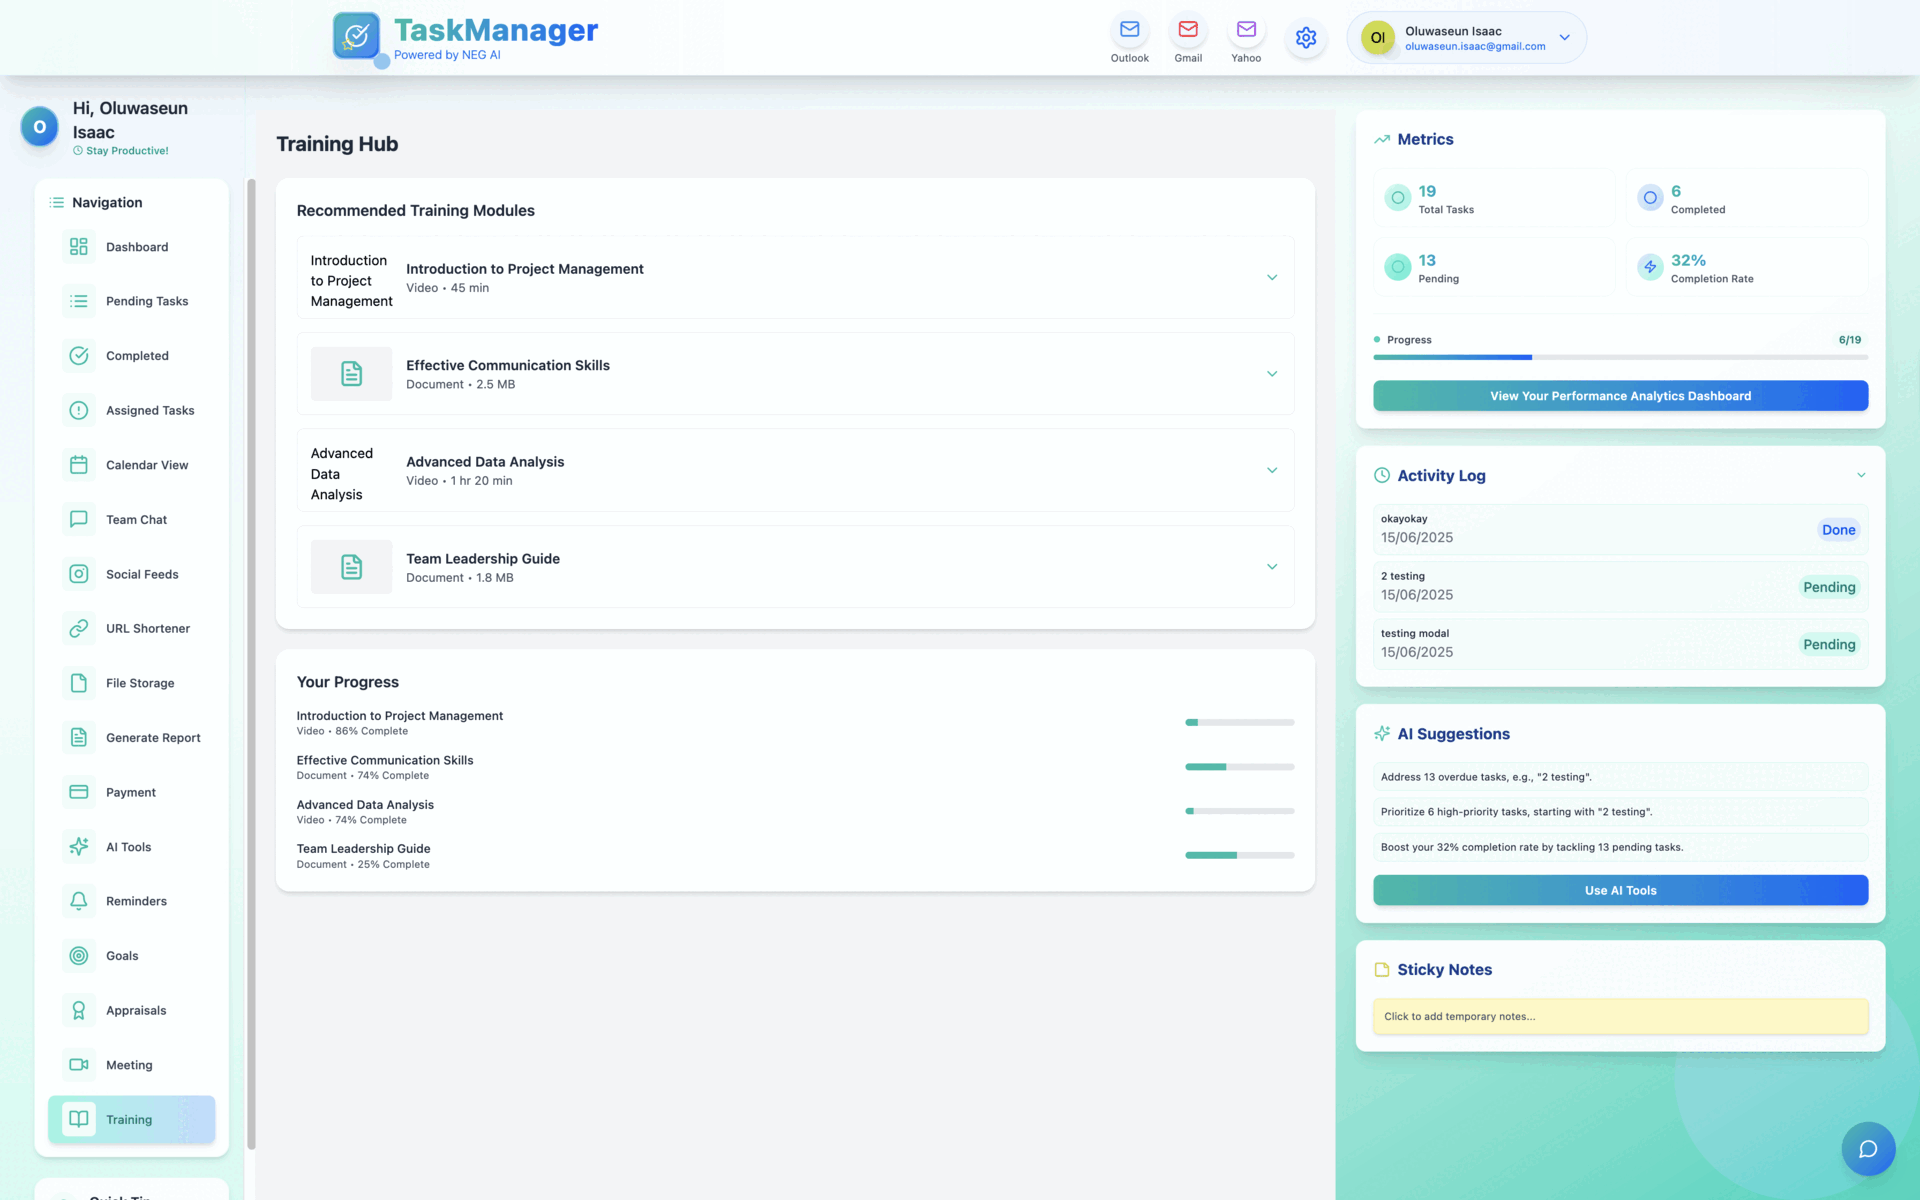 TaskManager
Powered by NEG AI
Outlook
Gmail
Yahoo
OI
Oluwaseun Isaac
oluwaseun.isaac@gmail.com
O
Hi, Oluwaseun
Isaac
Stay Productive!
Navigation
Dashboard
Pending Tasks
Completed
Assigned Tasks
Calendar View
Team Chat
Social Feeds
URL Shortener
File Storage
Generate Report
Payment
AI Tools
Reminders
Goals
Appraisals
Meeting
Training
Training Hub
Recommended Training Modules
Introduction
to Project
Management
Introduction to Project Management
Video • 45 min
Effective Communication Skills
Document • 2.5 MB
Advanced
Data
Analysis
Advanced Data Analysis
Video • 1 hr 20 min
Team Leadership Guide
Document • 1.8 MB
Your Progress
Introduction to Project Management
Video • 86% Complete
Effective Communication Skills
Document • 74% Complete
Advanced Data Analysis
Video • 74% Complete
Team Leadership Guide
Document • 25% Complete
Metrics
19
Total Tasks
6
Completed
13
Pending
32%
Completion Rate
Progress
6/19
View Your Performance Analytics Dashboard
Activity Log
okayokay
15/06/2025
Done
2 testing
15/06/2025
Pending
testing modal
15/06/2025
Pending
AI Suggestions
Address 13 overdue tasks, e.g., "2 testing".
Prioritize 6 high-priority tasks, starting with "2 testing".
Boost your 32% completion rate by tackling 13 pending tasks.
Use AI Tools
Sticky Notes
Click to add temporary notes...